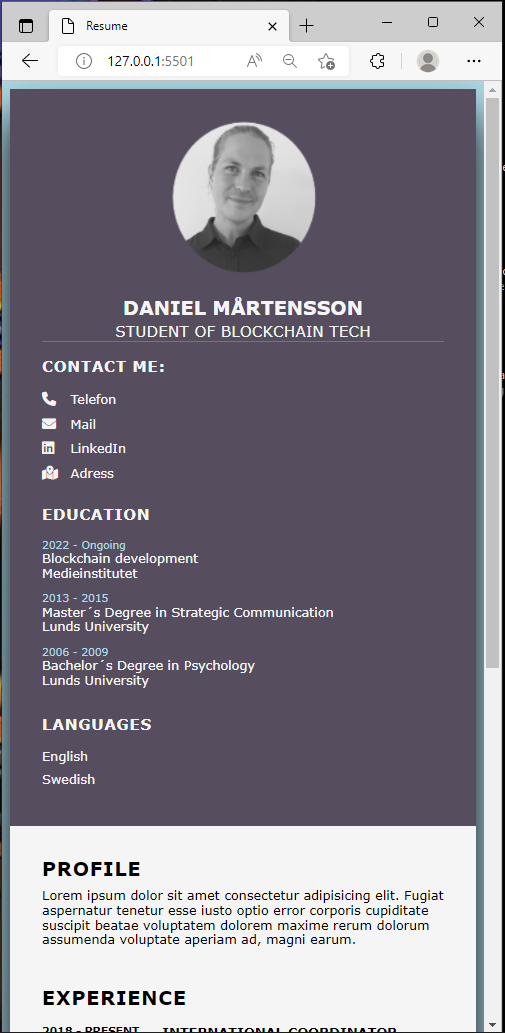 Resume
127.0.0.1:5501
DANIEL MÅRTENSSON
STUDENT OF BLOCKCHAIN TECH
CONTACT ME:
Telefon
Mail
LinkedIn
Adress
EDUCATION
2022 - Ongoing
Blockchain development
Medieinstitutet
2013 - 2015
Master´s Degree in Strategic Communication
Lunds University
2006 - 2009
Bachelor´s Degree in Psychology
Lunds University
LANGUAGES
English
Swedish
PROFILE
Lorem ipsum dolor sit amet consectetur adipisicing elit. Fugiat
aspernatur tenetur esse iusto optio error corporis cupiditate
suscipit beatae voluptatem dolorem maxime rerum dolorum
assumenda voluptate aperiam ad, magni earum.
EXPERIENCE
2018 - PRESENT INTERNATIONAL COORDINATOR